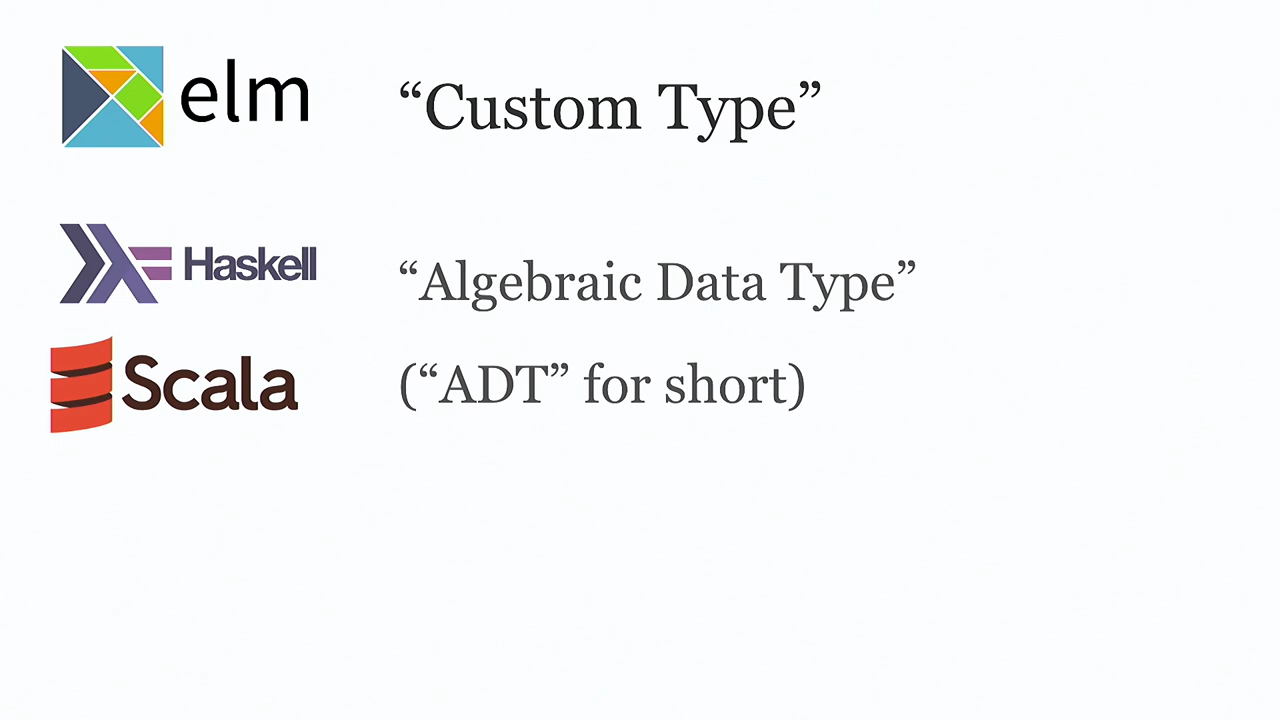 elm
“Custom Type”
Haskell
“Algebraic Data Type”
Scala
(“ADT” for short)